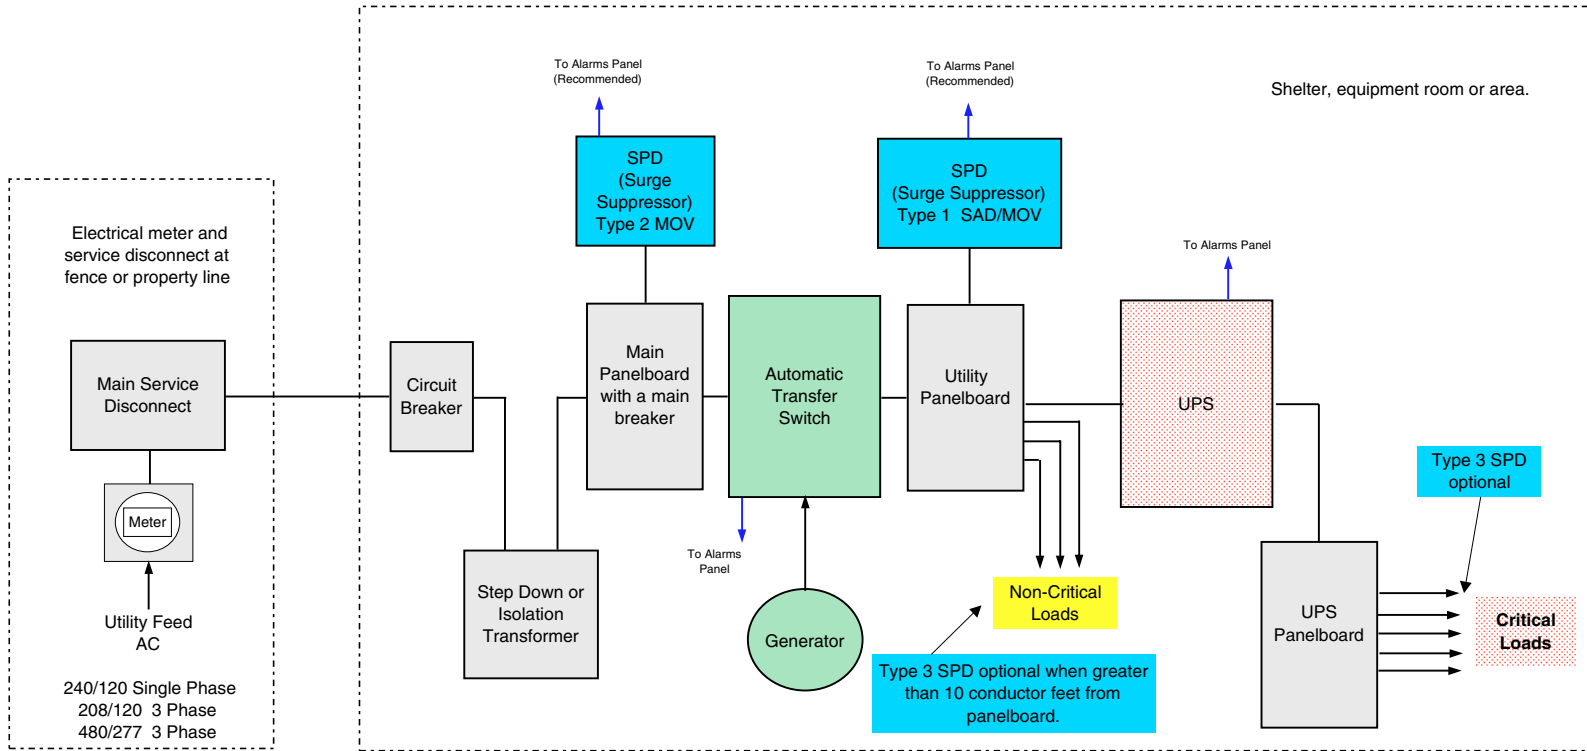 To Alarms Panel
(Recommended)
To Alarms Panel
(Recommended)
Shelter, equipment room or area.
SPD
(Surge
Suppressor)
Type 2 MOV
SPD
(Surge Suppressor)
Type 1 SAD/MOV
Electrical meter and
service disconnect at
fence or property line
To Alarms Panel
Main Service
Disconnect
Circuit
Breaker
Main
Panelboard
with a main
breaker
Automatic
Transfer
Switch
Utility
Panelboard
UPS
Type 3 SPD
optional
Meter
To Alarms
Panel
Step Down or
Isolation
Transformer
Generator
Non-Critical
Loads
UPS
Panelboard
Critical
Loads
Utility Feed
AC
Type 3 SPD optional when greater
than 10 conductor feet from
panelboard.
240/120 Single Phase
208/120 3 Phase
480/277 3 Phase